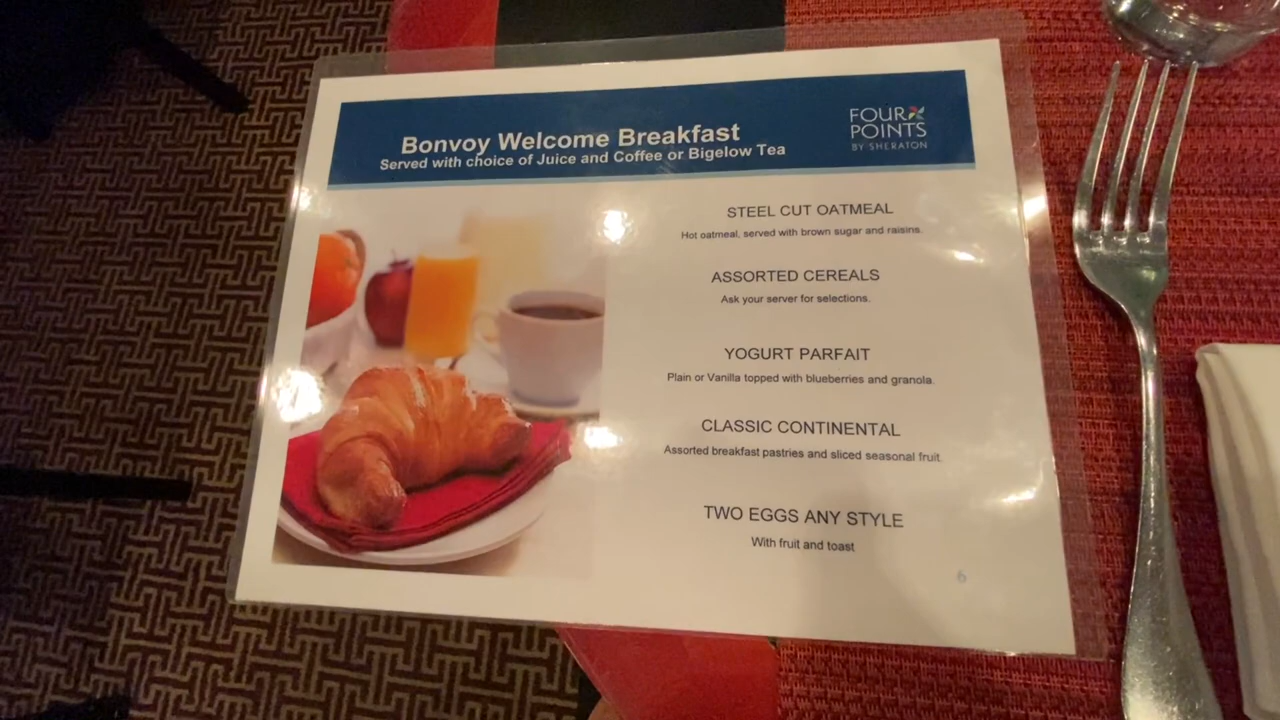 Bonvoy Welcome Breakfast
Served with choice of Juice and Coffee or Bigelow Tea
FOUR
POINTS
BY SHERATON
STEEL CUT OATMEAL
Hot oatmeal, served with brown sugar and raisins.
ASSORTED CEREALS
Ask your server for selections.
YOGURT PARFAIT
Plain or Vanilla topped with blueberries and granola.
CLASSIC CONTINENTAL
Assorted breakfast pastries and sliced seasonal fruit.
TWO EGGS ANY STYLE
With fruit and toast
6